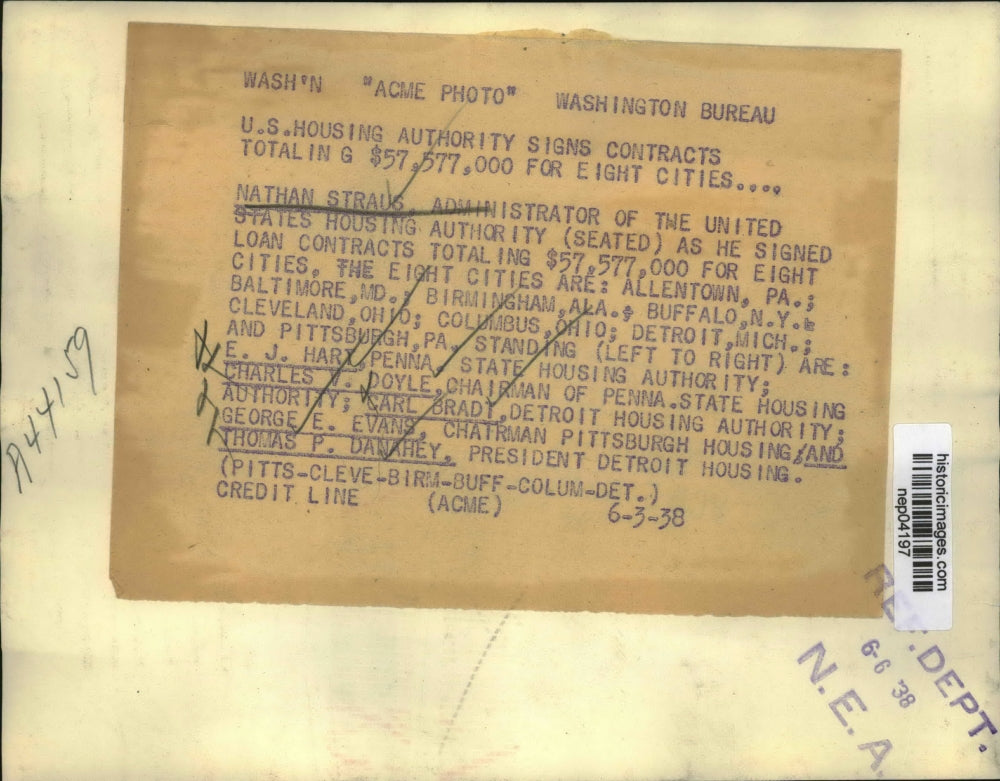 WASH'N "ACME PHOTO" WASHINGTON BUREAU
U.S.HOUSING AUTHORITY SIGNS CONTRACTS
TOTALIN G $57,577,000 FOR EIGHT CITIES....
NATHAN STRAUS, ADMINISTRATOR OF THE UNITED
STATES HOUSING AUTHORITY (SEATED) AS HE SIGNED
LOAN CONTRACTS TOTALING $57,577,000 FOR EIGHT
CITIES. THE EIGHT CITIES ARE: ALLENTOWN, PA.;
BALTIMORE,MD.; BIRMINGHAM,ALA.; BUFFALO,N.Y.
CLEVELAND,OHIO; COLUMBUS,OHIO; DETROIT,MICH.;
AND PITTSBURGH,PA. STANDING (LEFT TO RIGHT) ARE:
E. J. HART,PENNA. STATE HOUSING AUTHORITY;
CHARLES DOYLE,CHAIRMAN OF PENNA.STATE HOUSING
AUTHORITY; CARL BRADT,DETROIT HOUSING AUTHORITY;
GEORGE E. EVANS, CHATRMAN PITTSBURGH HOUSING;AND
THOMAS P. DANAHEY, PRESIDENT DETROIT HOUSING.
(PITTS-CLEVE-BIRM-BUFF-COLUM-DET.)
CREDIT LINE (ACME) 6-3-38
A44159
historicimages.com
nep04197
REF.DEPT.
6-6 '38
N.E.A.